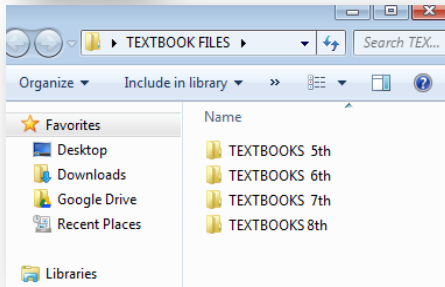 TEXTBOOK FILES
Search TEX...
Organize
Include in library
»
Favorites
Name
Desktop
TEXTBOOKS 5th
Downloads
TEXTBOOKS 6th
Google Drive
TEXTBOOKS 7th
Recent Places
TEXTBOOKS 8th
Libraries